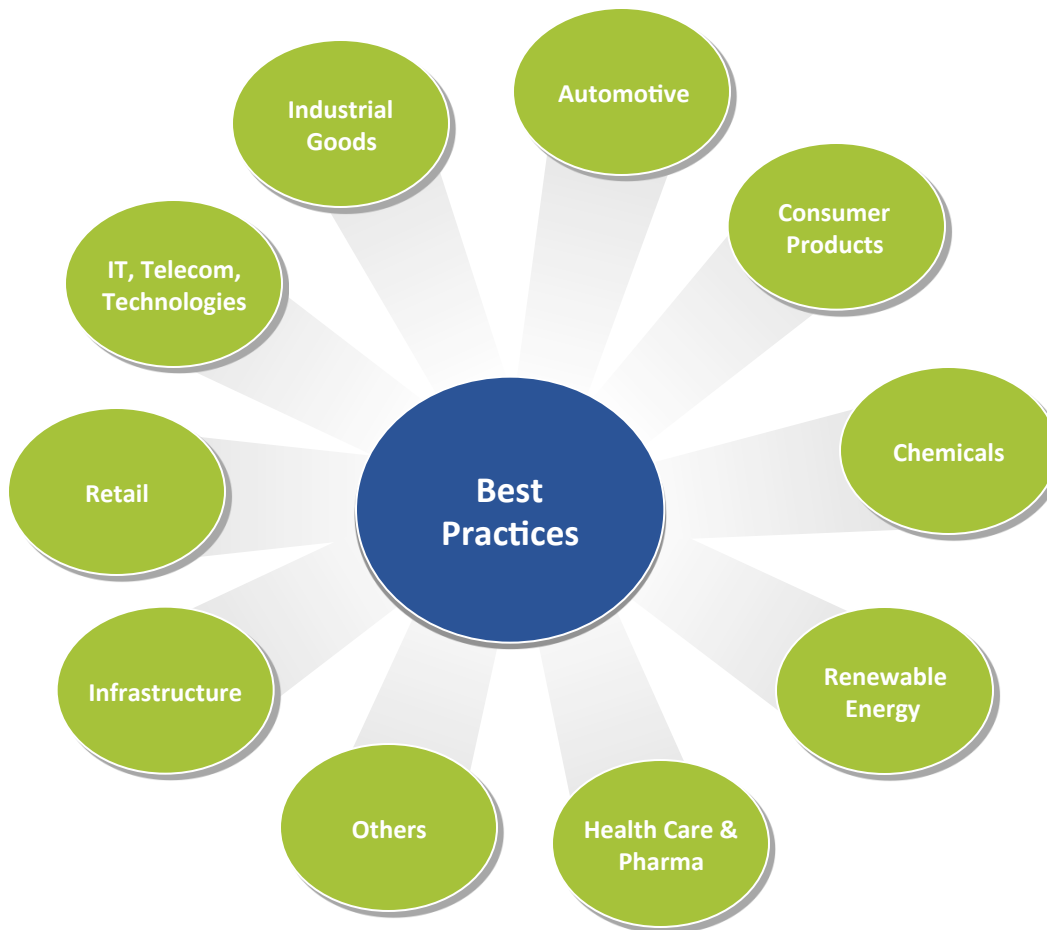 Automotive
Industrial
Goods
Consumer
Products
IT, Telecom,
Technologies
Chemicals
Retail
Best
Practices
Renewable
Energy
Infrastructure
Others
Health Care &
Pharma